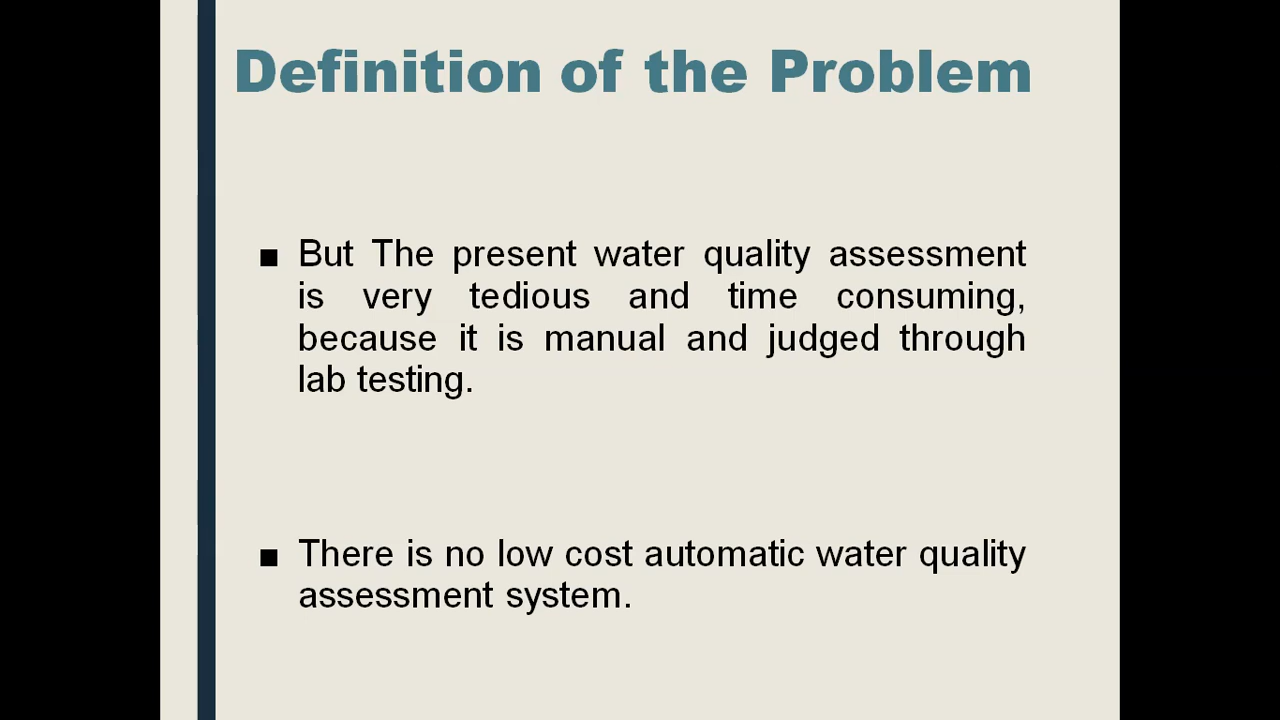 Definition of the Problem
■ But The present water quality assessment
is very tedious and time consuming,
because it is manual and judged through
lab testing.
■ There is no low cost automatic water quality
assessment system.